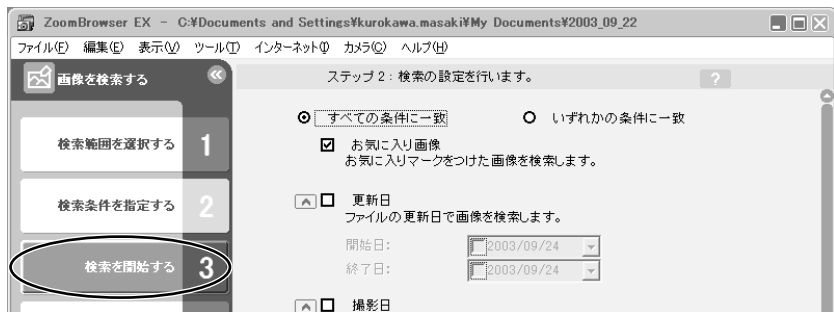 ZoomBrowser EX - C:¥Documents and Settings¥kurokawa.masaki¥My Documents¥2003_09_22
ファイル(F) 編集(E) 表示(V) ツール(T) インターネット(I) カメラ(C) ヘルプ(H)
画像を検索する
ステップ2：検索の設定を行います。
?
すべての条件に一致 いずれかの条件に一致
検索範囲を選択する 1
お気に入り画像
お気に入りマークをつけた画像を検索します。
検索条件を指定する 2
更新日
ファイルの更新日で画像を検索します。
開始日: 2003/09/24
検索を開始する 3
終了日: 2003/09/24
撮影日